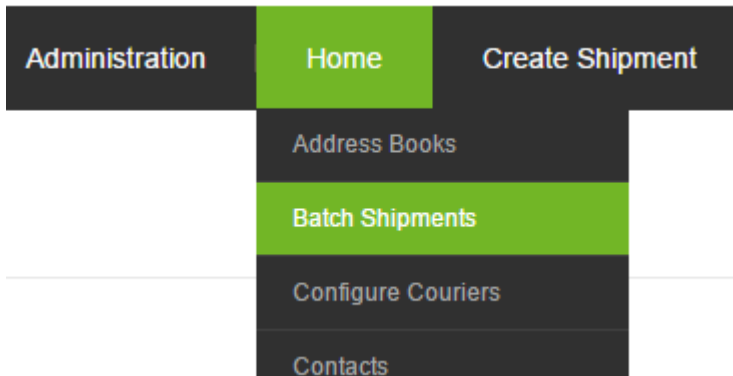 Administration Home Create Shipment
Address Books
Batch Shipments
Configure Couriers
Contacts